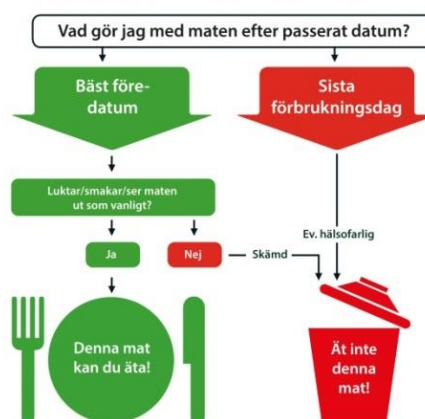 Vad gör jag med maten efter passerat datum?
Bäst före-
datum
Sista
förbrukningsdag
Luktar/smakar/ser maten
ut som vanligt?
Ev. hälsofarlig
Ja
Nej
Skämd
Denna mat
kan du äta!
Ät inte
denna
mat!